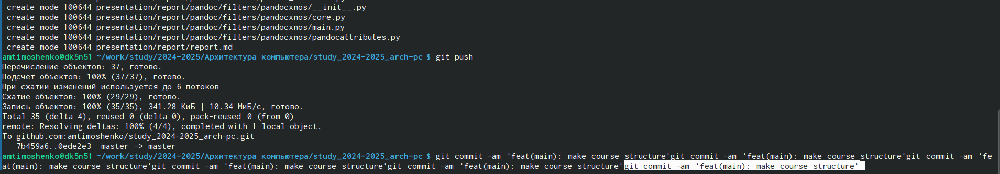 create mode 100644 presentation/report/pandoc/filters/pandocxnos/__init__.py
create mode 100644 presentation/report/pandoc/filters/pandocxnos/core.py
create mode 100644 presentation/report/pandoc/filters/pandocxnos/main.py
create mode 100644 presentation/report/pandoc/filters/pandocxnos/pandocattributes.py
create mode 100644 presentation/report/report.md
amtimoshenko@dk5n51 ~/work/study/2024-2025/Архитектура компьютера/study_2024-2025_arch-pc $ git push
Перечисление объектов: 37, готово.
Подсчет объектов: 100% (37/37), готово.
При сжатии изменений используется до 6 потоков
Сжатие объектов: 100% (29/29), готово.
Запись объектов: 100% (35/35), 341.28 КиБ | 10.34 МиБ/с, готово.
Total 35 (delta 4), reused 0 (delta 0), pack-reused 0 (from 0)
remote: Resolving deltas: 100% (4/4), completed with 1 local object.
To github.com:amtimoshenko/study_2024-2025_arch-pc.git
7b459a6..0ede2e3  master -> master
amtimoshenko@dk5n51 ~/work/study/2024-2025/Архитектура компьютера/study_2024-2025_arch-pc $ git commit -am 'feat(main): make course structure'git commit -am 'feat(main): make course structure'git commit -am 'fe
at(main): make course structure'git commit -am 'feat(main): make course structure'git commit -am 'feat(main): make course structure'git commit -am 'feat(main): make course structure'